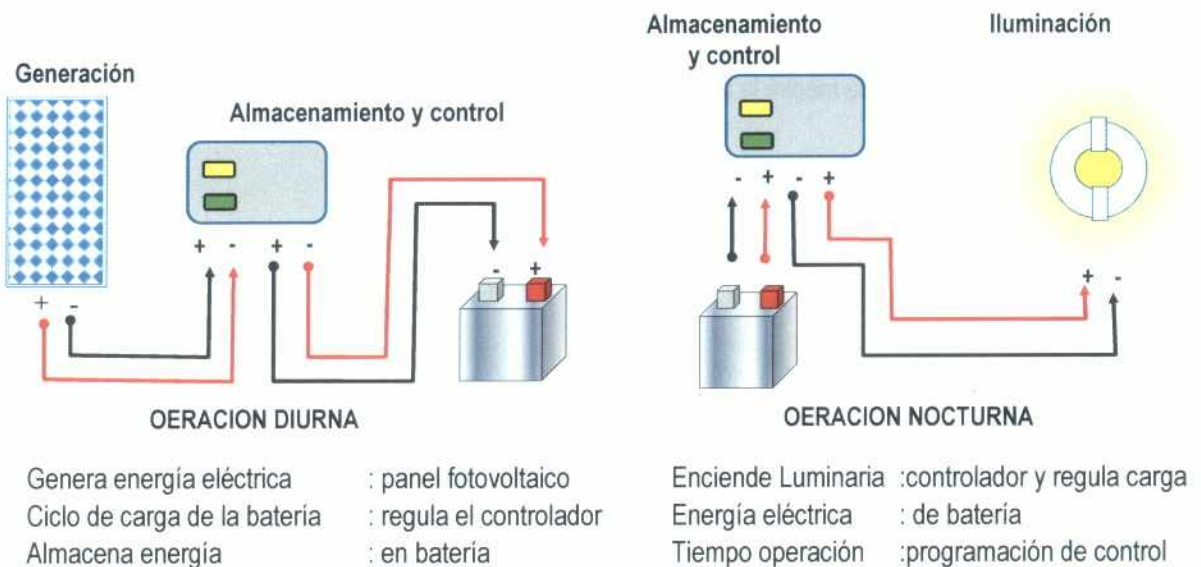 Generación
Almacenamiento y control
+ - + -
- +
+ -
OERACION DIURNA
Genera energía eléctrica : panel fotovoltaico
Ciclo de carga de la batería : regula el controlador
Almacena energía : en batería
Almacenamiento
y control
Iluminación
- + - +
+ -
OERACION NOCTURNA
Enciende Luminaria :controlador y regula carga
Energía eléctrica : de batería
Tiempo operación :programación de control